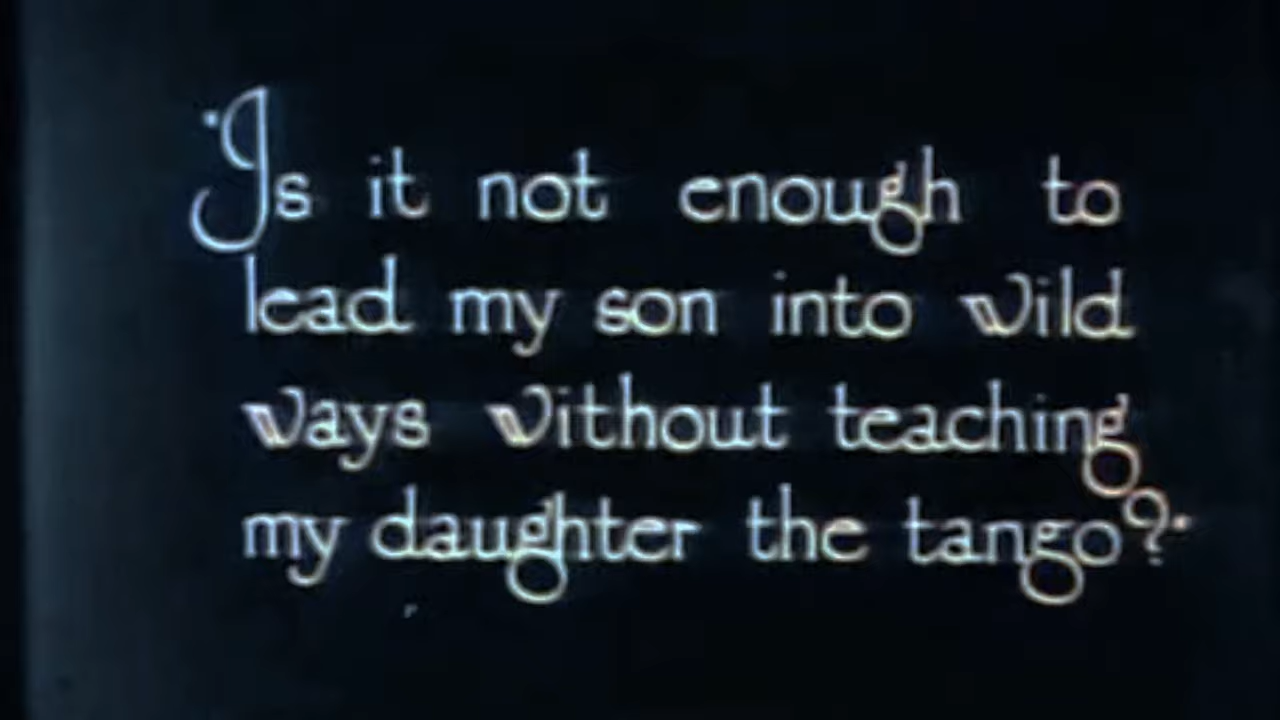 Is it not enough to
lead my son into wild
ways without teaching
my daughter the tango?